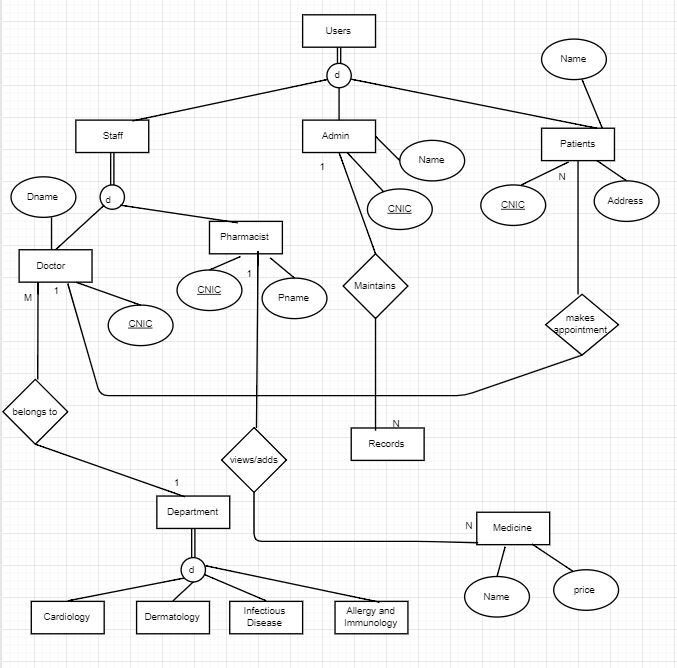 Users
d
Name
Staff
Admin
Patients
1
Name
N
Dname
d
CNIC
CNIC
Address
Pharmacist
Doctor
1
CNIC
Pname
Maintains
M
1
CNIC
makes
appointment
belongs to
N
Records
views/adds
1
Department
N
Medicine
d
Name
price
Cardiology
Dermatology
Infectious
Disease
Allergy and
Immunology